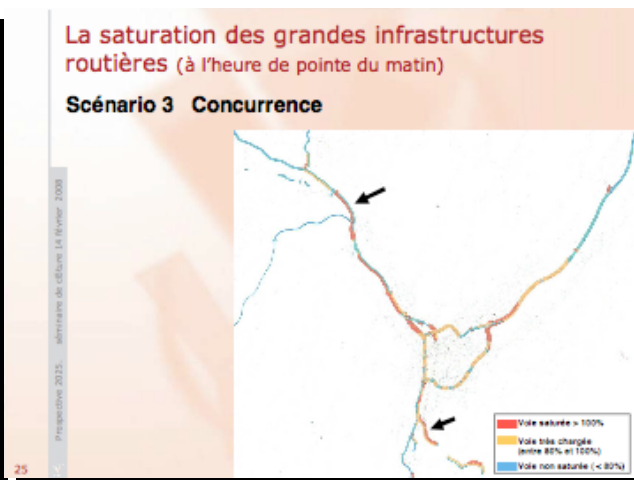 La saturation des grandes infrastructures
routières (à l'heure de pointe du matin)
Scénario 3 Concurrence
Prospective 2025. séminaire de clôture 14 février 2008
Voie saturée > 100%
Voie très chargée
(entre 80% et 100%)
Voie non saturée (< 80%)
25